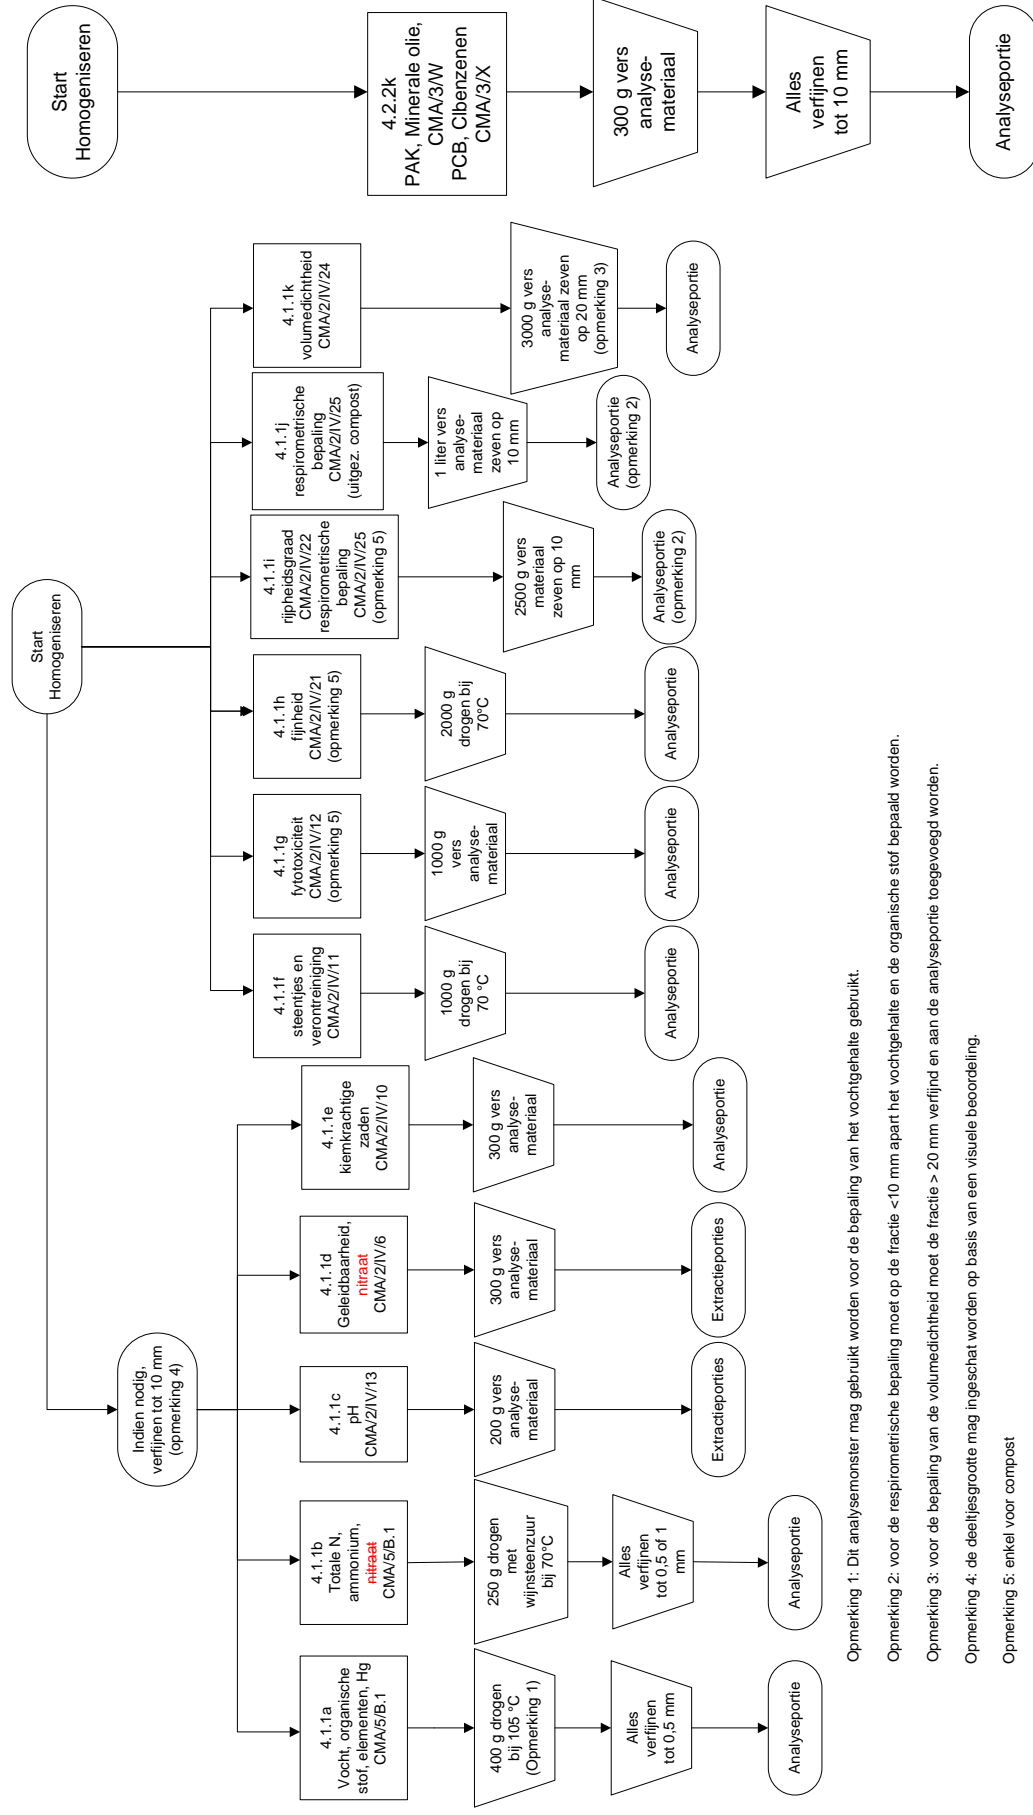 Start
Homogeniseren
Indien nodig,
verfijnen tot 10 mm
(opmerking 4)
4.1.1a
Vocht, organische
stof, elementen, Hg
CMA/5/B.1
400 g drogen
bij 105 °C
(Opmerking 1)
Alles
verfijnen
tot 0,5 mm
Analyseportie
4.1.1b
Totale N,
ammonium,
nitraat
CMA/5/B.1
250 g drogen
met
wijnsteenzuur
bij 70°C
Alles
verfijnen
tot 0,5 of 1
mm
Analyseportie
4.1.1c
pH
CMA/2/IV/13
200 g vers
analyse-
materiaal
Extractieporties
4.1.1d
Geleidbaarheid,
nitraat
CMA/2/IV/6
300 g vers
analyse-
materiaal
Extractieporties
4.1.1e
kiemkrachtige
zaden
CMA/2/IV/10
300 g vers
analyse-
materiaal
Analyseportie
4.1.1f
steentjes en
verontreiniging
CMA/2/IV/11
1000 g
drogen bij
70 °C
Analyseportie
4.1.1g
fytotoxiciteit
CMA/2/IV/12
(opmerking 5)
1000 g
vers
analyse-
materiaal
Analyseportie
4.1.1h
fijnheid
CMA/2/IV/21
(opmerking 5)
2000 g
drogen bij
70°C
Analyseportie
4.1.1i
rijpheidsgraad
CMA/2/IV/22
respirometrische
bepaling
CMA/2/IV/25
(opmerking 5)
2500 g vers
materiaal
zeven op 10
mm
Analyseportie
(opmerking 2)
4.1.1j
respirometrische
bepaling
CMA/2/IV/25
(uitgez. compost)
1 liter vers
analyse-
materiaal
zeven op
10 mm
Analyseportie
(opmerking 2)
4.1.1k
volumedichtheid
CMA/2/IV/24
3000 g vers
analyse-
materiaal zeven
op 20 mm
(opmerking 3)
Analyseportie
Start
Homogeniseren
4.2.2k
PAK, Minerale olie,
CMA/3/W
PCB, Clbenzenen
CMA/3/X
300 g vers
analyse-
materiaal
Alles
verfijnen
tot 10 mm
Analyseportie
Opmerking 1: Dit analysemonster mag gebruikt worden voor de bepaling van het vochtgehalte gebruikt.
Opmerking 2: voor de respirometrische bepaling moet op de fractie <10 mm apart het vochtgehalte en de organische stof bepaald worden.
Opmerking 3: voor de bepaling van de volumedichtheid moet de fractie > 20 mm verfijnd en aan de analyseportie toegevoegd worden.
Opmerking 4: de deeltjesgrootte mag ingeschat worden op basis van een visuele beoordeling.
Opmerking 5: enkel voor compost